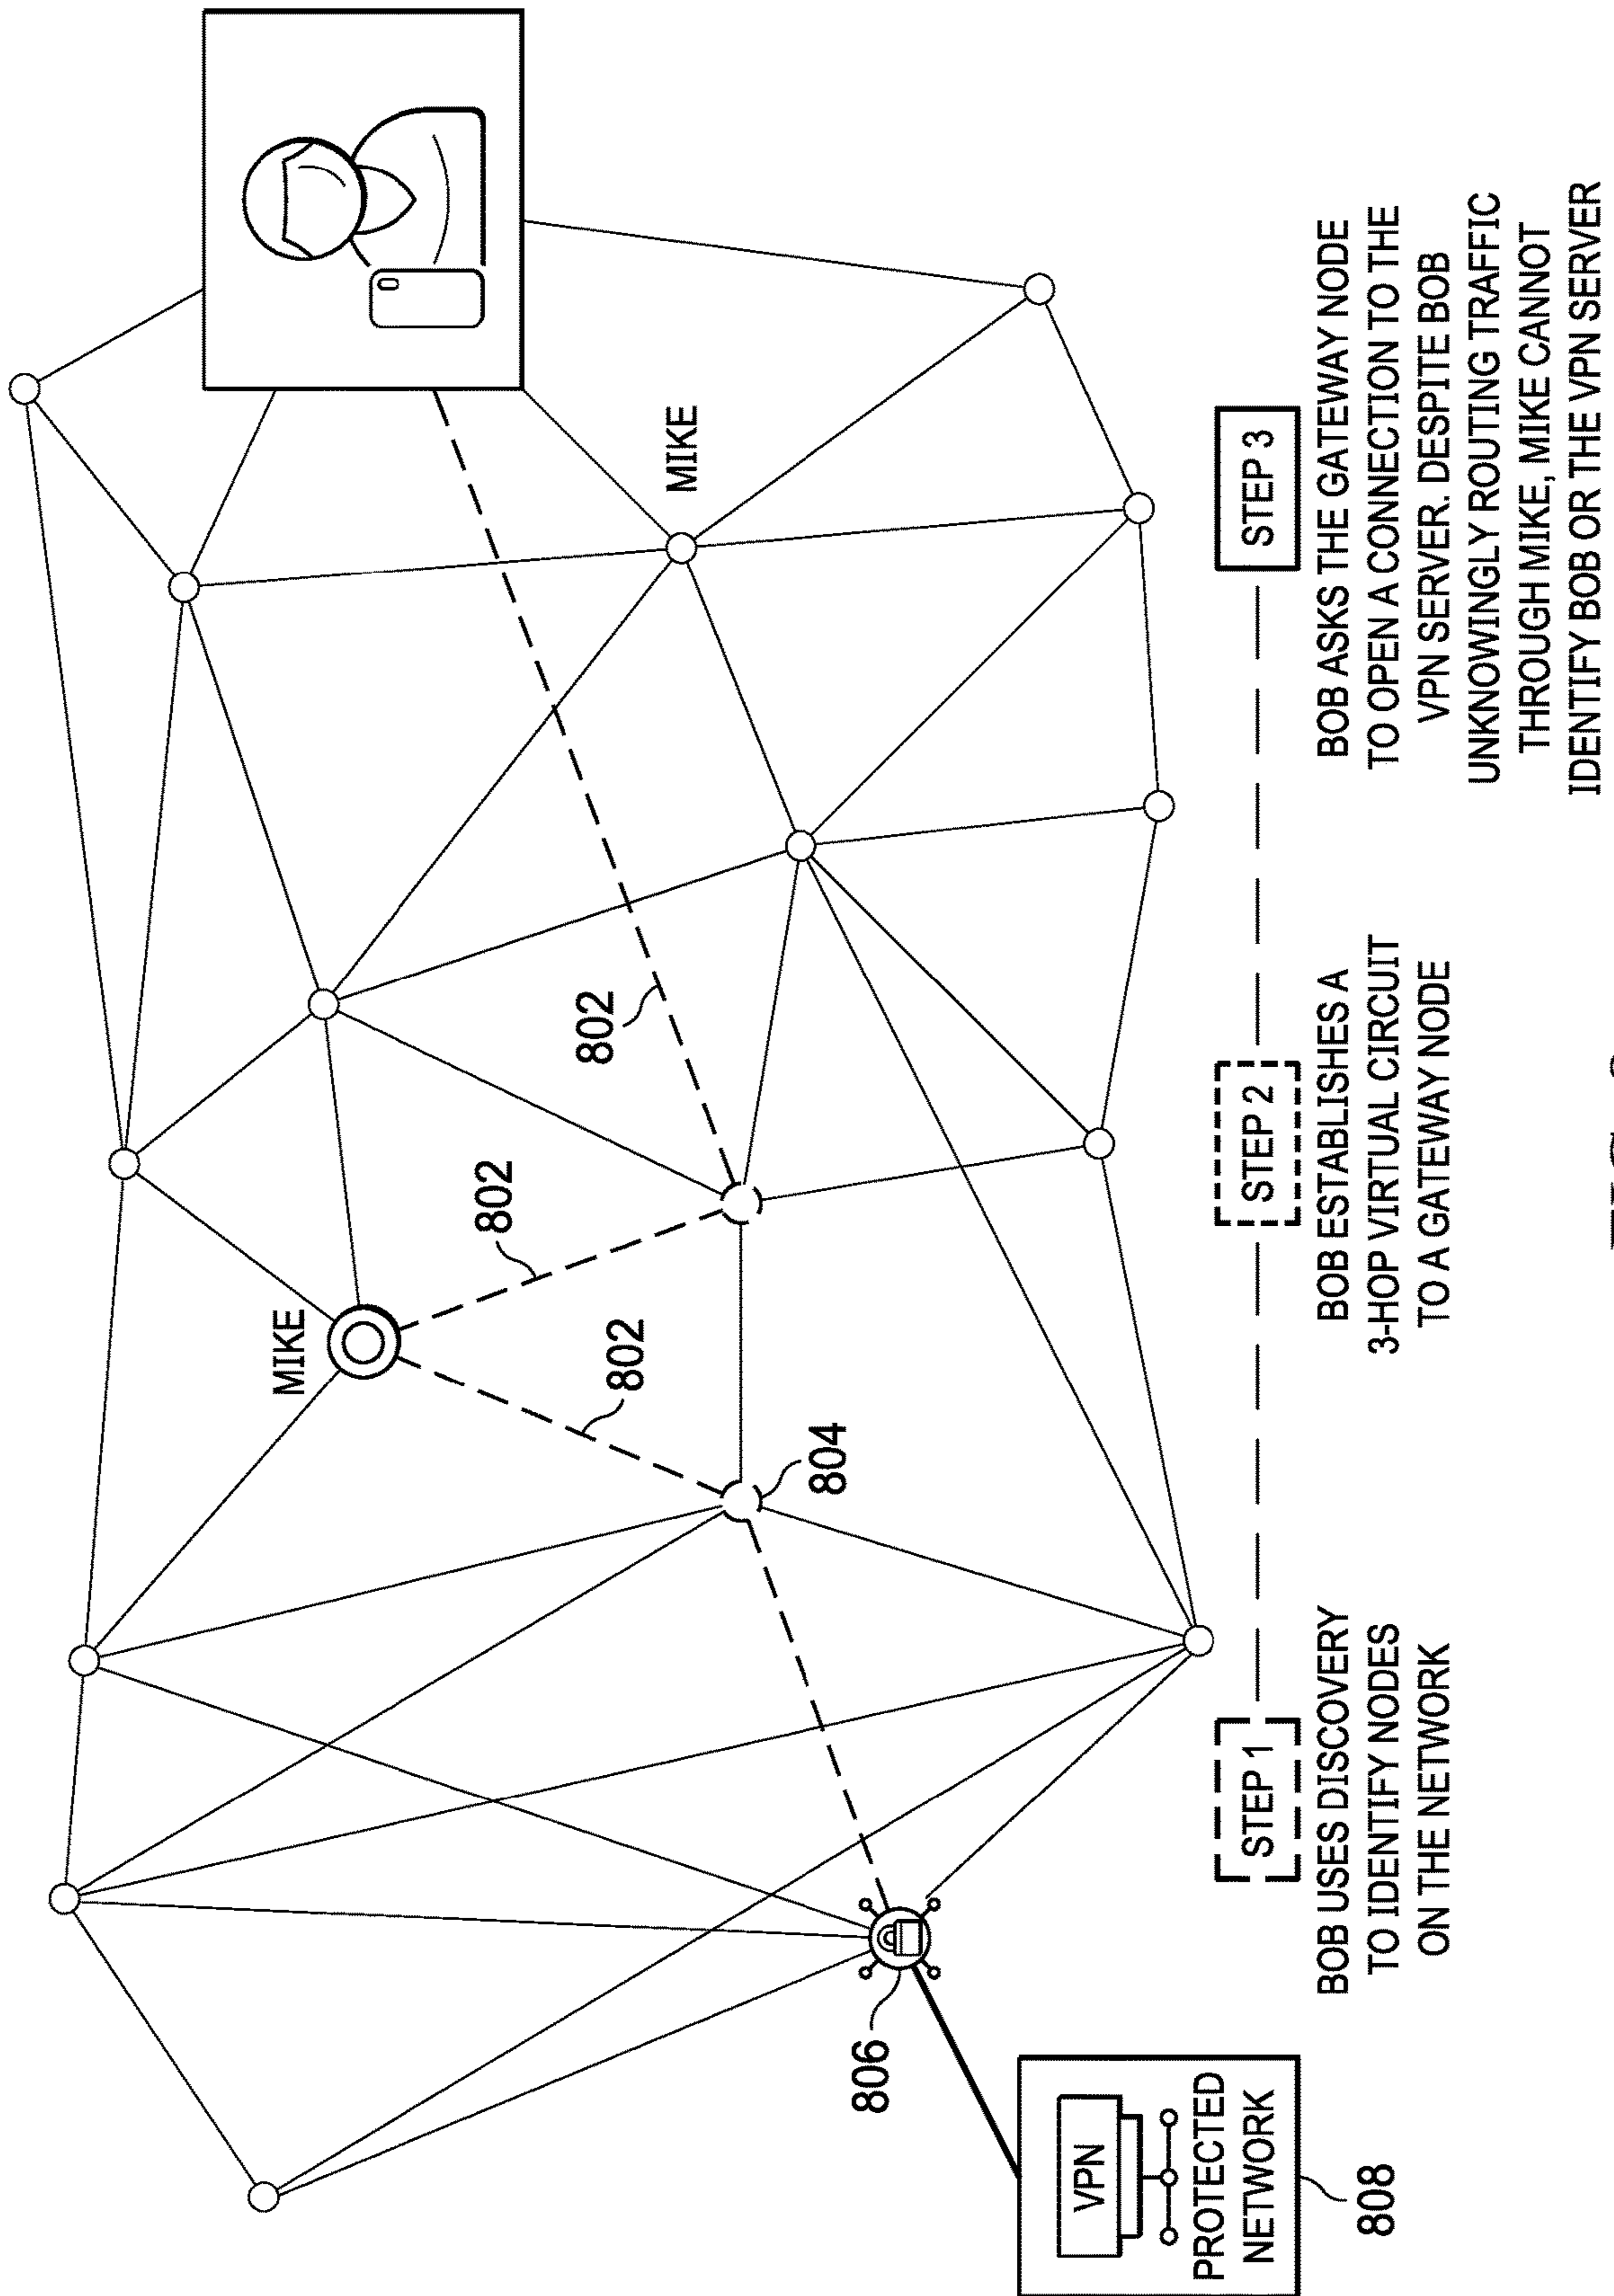 MIKE
MIKE
802
802
802
804
806
VPN
PROTECTED
NETWORK
808
STEP 1
BOB USES DISCOVERY
TO IDENTIFY NODES
ON THE NETWORK
STEP 2
BOB ESTABLISHES A
3-HOP VIRTUAL CIRCUIT
TO A GATEWAY NODE
STEP 3
BOB ASKS THE GATEWAY NODE
TO OPEN A CONNECTION TO THE
VPN SERVER. DESPITE BOB
UNKNOWINGLY ROUTING TRAFFIC
THROUGH MIKE, MIKE CANNOT
IDENTIFY BOB OR THE VPN SERVER